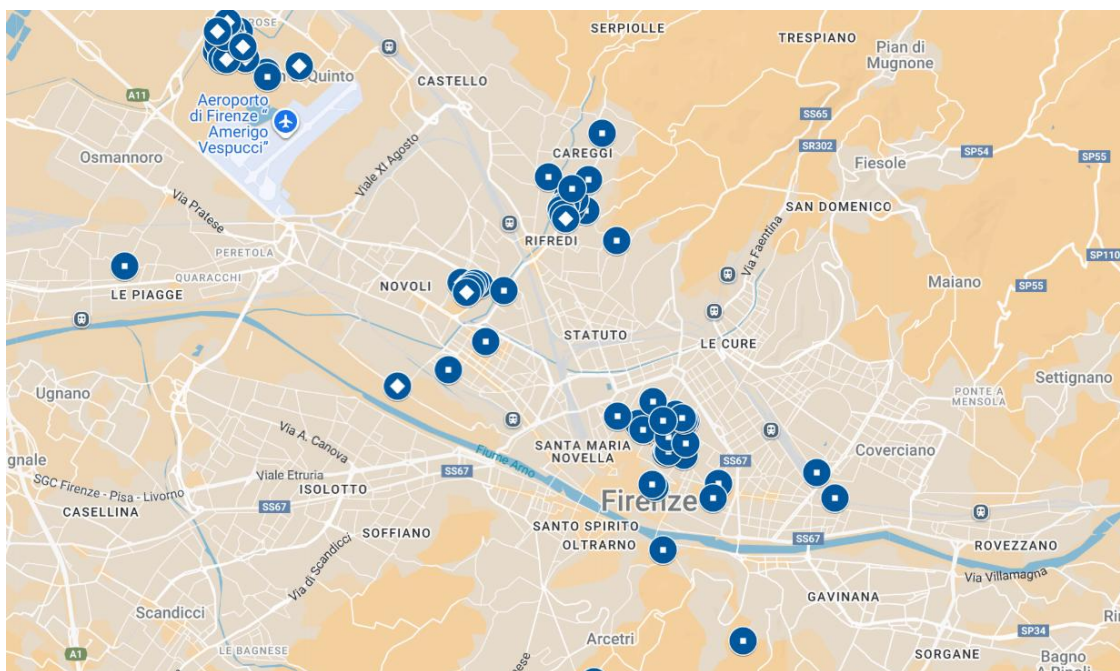 SERPIOLLE
TRESPIANO
Pian di
Mugnone
CASTELLO
Quinto
A11
Aeroporto
di Firenze "
Amerigo
Vespucci"
SS65
SR302
Osmannoro
Viale XI Agosto
CAREGGI
Fiesole
SP54
SP55
Via Pratese
SAN DOMENICO
RIFREDI
Via Faentina
PERETOLA
QUARACCHI
SP110
LE PIAGGE
NOVOLI
Maiano
SP55
STATUTO
LE CURE
Ugnano
Settignano
PONTE A
MENSOLA
Via A. Canova
Fiume Arno
SANTA MARIA
NOVELLA
Coverciano
gnale
Viale Etruria
SS67
SS67
SGC Firenze - Pisa - Livorno
ISOLOTTO
CASELLINA
SS67
Firenze
SOFFIANO
SANTO SPIRITO
OLTRARNO
SS67
ROVEZZANO
Via di Scandicci
Via Villamagna
GAVINANA
Scandicci
Arcetri
SP34
LE BAGNESE
A1
SORGANE
Bagno